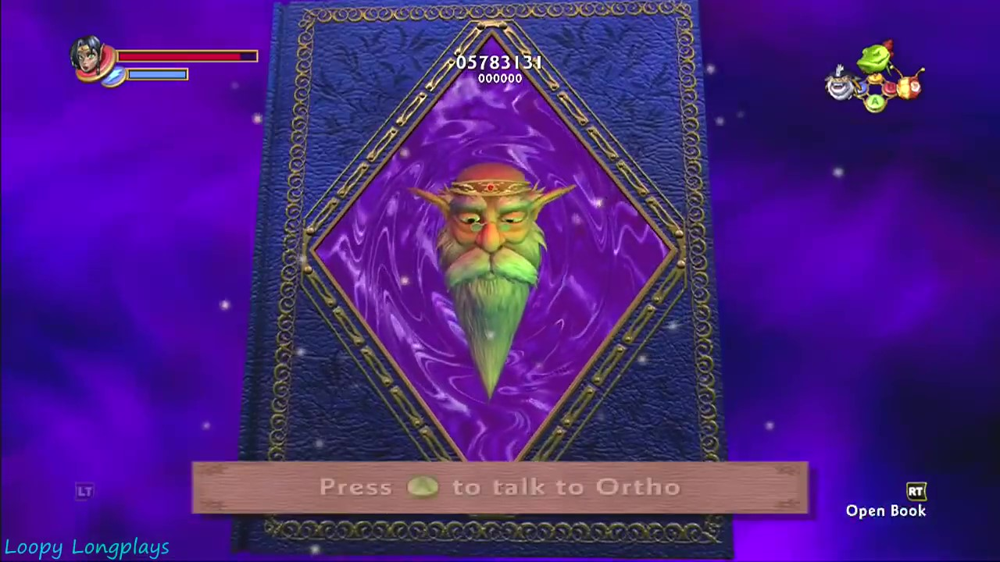 05783131
000000
A
Press A to talk to Ortho
LT
RT
Open Book
Loopy Longplays